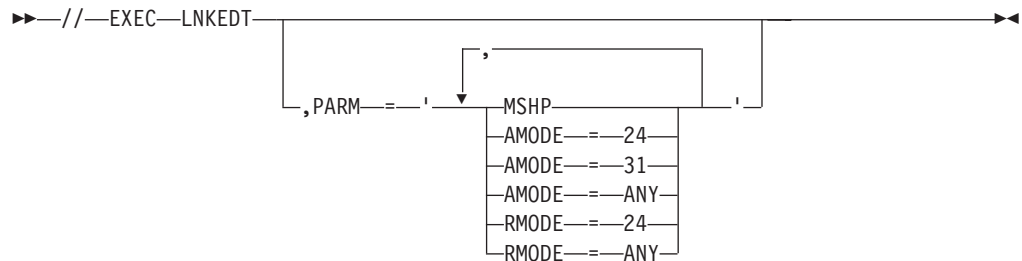 // EXEC LNKEDT
,
,PARM = ' MSHP '
AMODE = 24
AMODE = 31
AMODE = ANY
RMODE = 24
RMODE = ANY